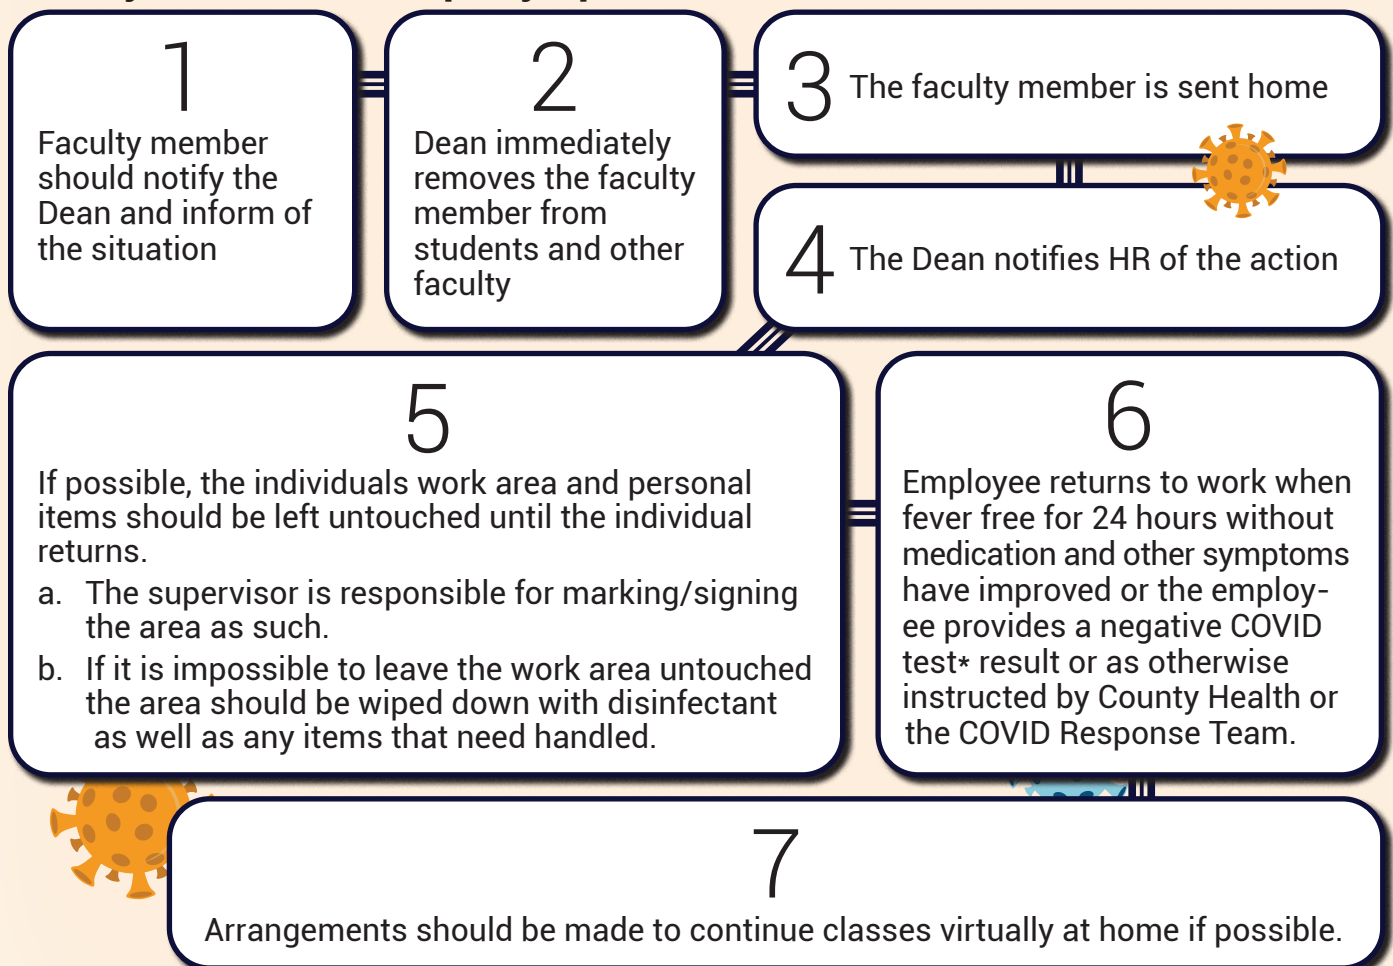 1
Faculty member
should notify the
Dean and inform of
the situation
2
Dean immediately
removes the faculty
member from
students and other
faculty
3
The faculty member is sent home
4
The Dean notifies HR of the action
5
If possible, the individuals work area and personal
items should be left untouched until the individual
returns.
a. The supervisor is responsible for marking/signing
the area as such.
b. If it is impossible to leave the work area untouched
the area should be wiped down with disinfectant
as well as any items that need handled.
6
Employee returns to work when
fever free for 24 hours without
medication and other symptoms
have improved or the employ-
ee provides a negative COVID
test* result or as otherwise
instructed by County Health or
the COVID Response Team.
7
Arrangements should be made to continue classes virtually at home if possible.